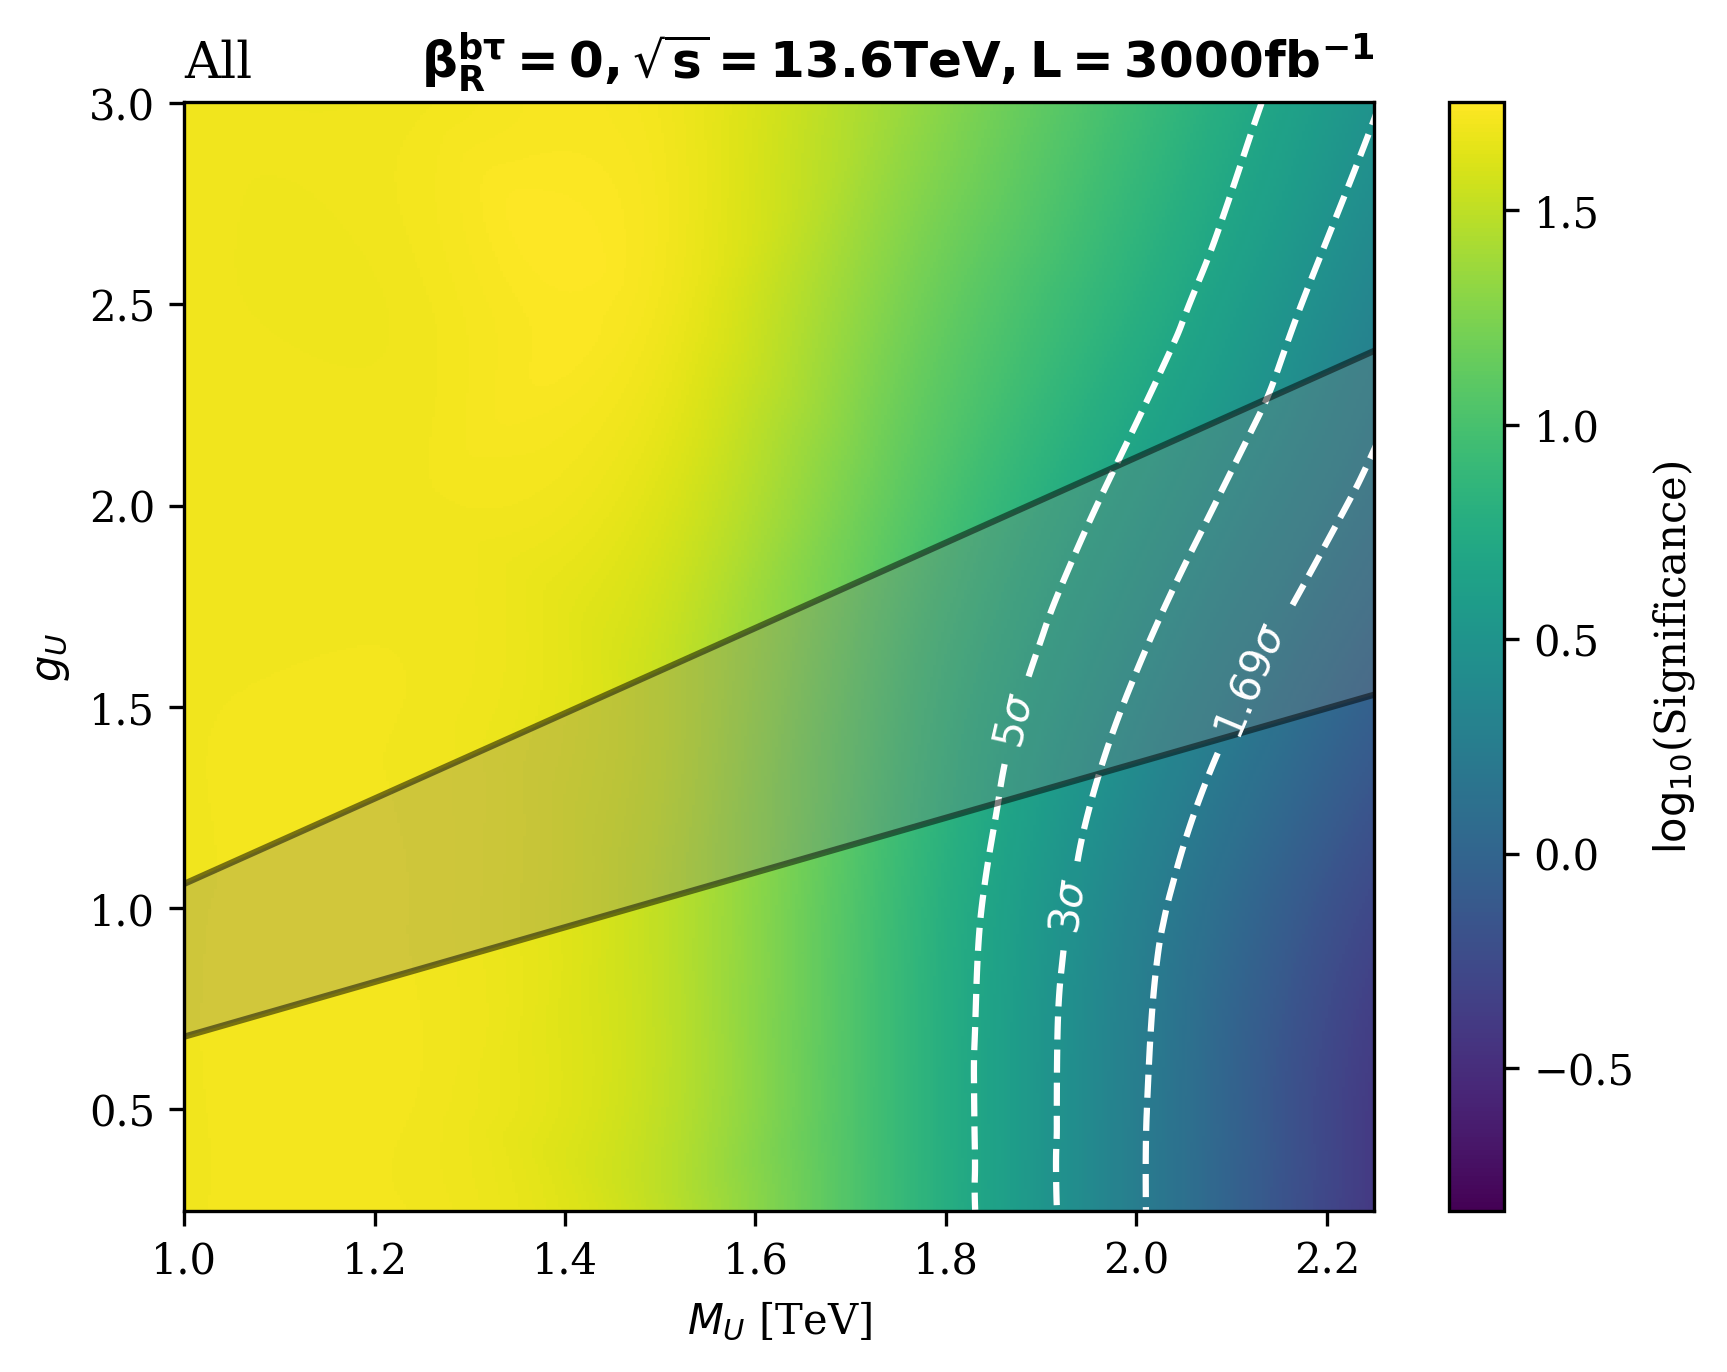 All
β_R^{bτ} = 0, √s = 13.6TeV, L = 3000fb⁻¹
3.0
2.5
2.0
1.5
1.0
0.5
g_U
5σ
3σ
1.69σ
1.0 1.2 1.4 1.6 1.8 2.0 2.2
M_U [TeV]
1.5
1.0
0.5
0.0
−0.5
log₁₀(Significance)